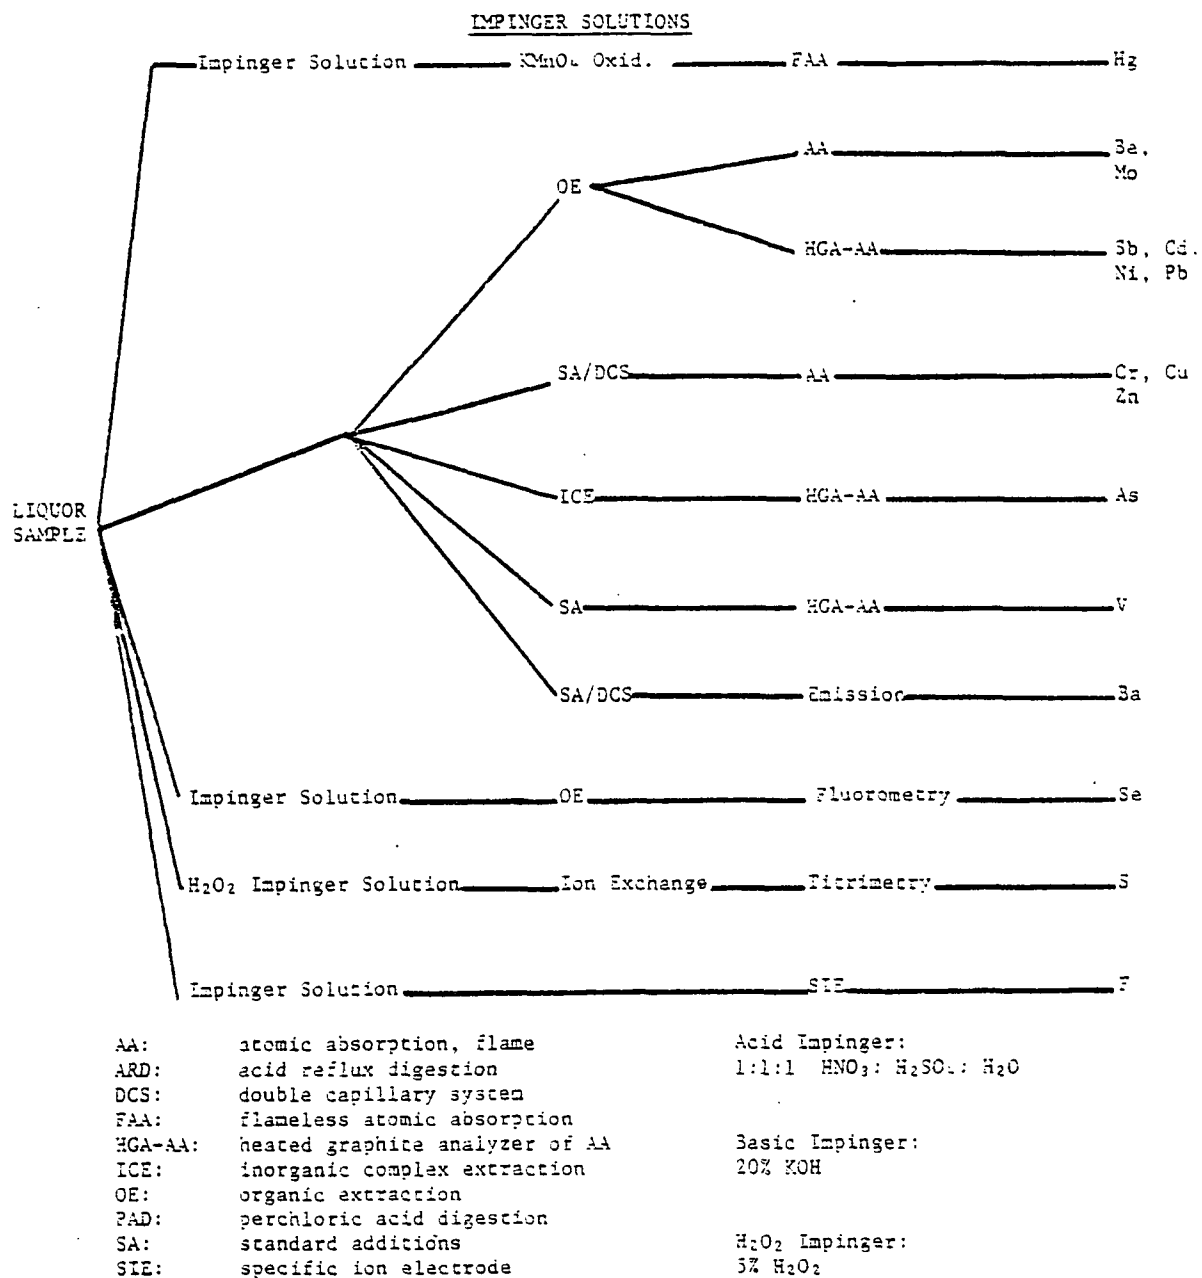 IMPINGER SOLUTIONS
Impinger Solution KMnO₄ Oxid. FAA Hg
AA Be,
Mo
OE
HGA-AA Sb, Cd.
Ni, Pb
SA/DCS AA Cr, Cu
Zn
ICE HGA-AA As
LIQUOR
SAMPLE
SA HGA-AA V
SA/DCS Emission Ba
Impinger Solution OE Fluorometry Se
H₂O₂ Impinger Solution Ion Exchange Titrimetry S
Impinger Solution SIE F
AA: atomic absorption, flame Acid Impinger:
ARD: acid reflux digestion 1:1:1 HNO₃: H₂SO₄: H₂O
DCS: double capillary system
FAA: flameless atomic absorption
HGA-AA: heated graphite analyzer of AA Basic Impinger:
ICE: inorganic complex extraction 20% KOH
OE: organic extraction
PAD: perchloric acid digestion
SA: standard additions H₂O₂ Impinger:
SIE: specific ion electrode H₂O₂